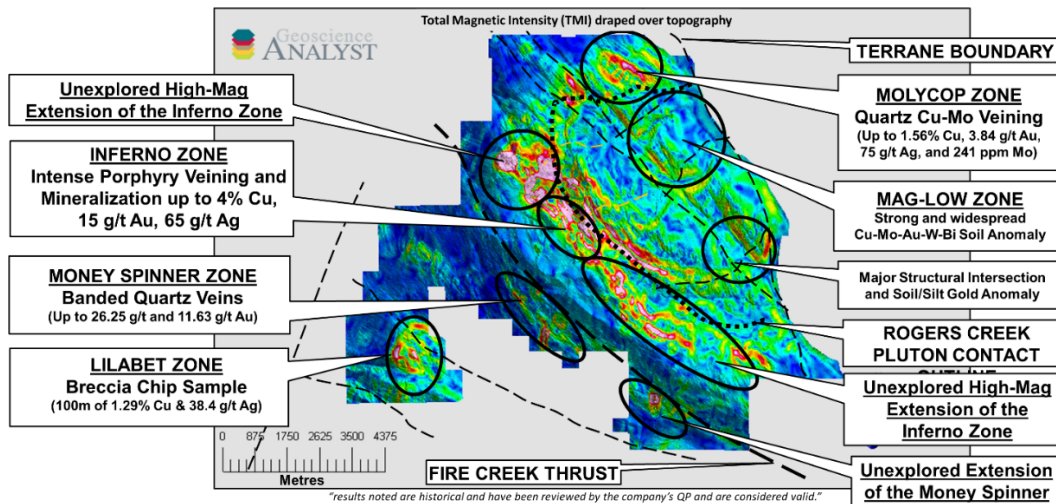 Total Magnetic Intensity (TMI) draped over topography
Geoscience
ANALYST
Unexplored High-Mag
Extension of the Inferno Zone
INFERNO ZONE
Intense Porphyry Veining and
Mineralization up to 4% Cu,
15 g/t Au, 65 g/t Ag
MONEY SPINNER ZONE
Banded Quartz Veins
(Up to 26.25 g/t and 11.63 g/t Au)
LILABET ZONE
Breccia Chip Sample
(100m of 1.29% Cu & 38.4 g/t Ag)
TERRANE BOUNDARY
MOLYCOP ZONE
Quartz Cu-Mo Veining
(Up to 1.56% Cu, 3.84 g/t Au,
75 g/t Ag, and 241 ppm Mo)
MAG-LOW ZONE
Strong and widespread
Cu-Mo-Au-W-Bi Soil Anomaly
Major Structural Intersection
and Soil/Silt Gold Anomaly
ROGERS CREEK
PLUTON CONTACT
OUTLINE
Unexplored High-Mag
Extension of the
Inferno Zone
Unexplored Extension
of the Money Spinner
FIRE CREEK THRUST
0 875 1750 2625 3500 4375
Metres
"results noted are historical and have been reviewed by the company's QP and are considered valid."